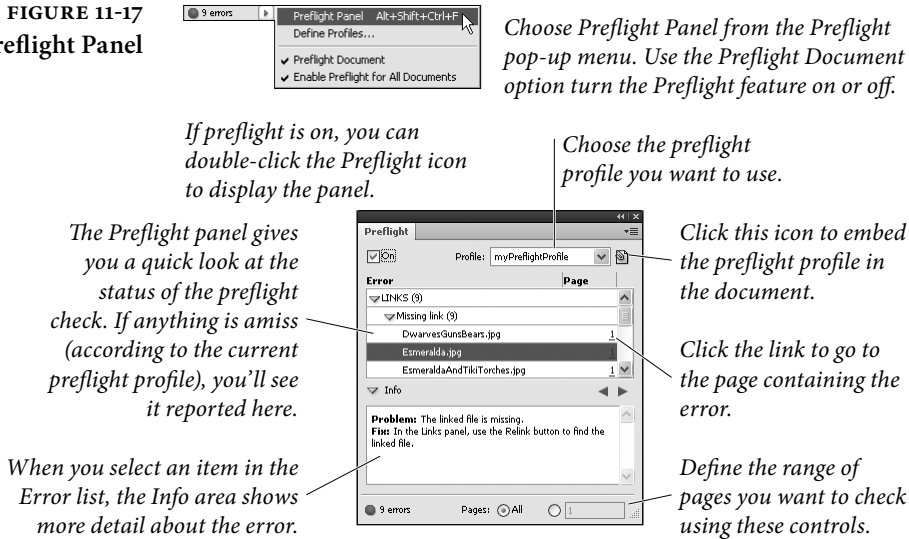 FIGURE 11-17
reflight Panel
9 errors
Preflight Panel Alt+Shift+Ctrl+F
Define Profiles...
Preflight Document
Enable Preflight for All Documents
Choose Preflight Panel from the Preflight
pop-up menu. Use the Preflight Document
option turn the Preflight feature on or off.
If preflight is on, you can
double-click the Preflight icon
to display the panel.
Choose the preflight
profile you want to use.
The Preflight panel gives
you a quick look at the
status of the preflight
check. If anything is amiss
(according to the current
preflight profile), you’ll see
it reported here.
When you select an item in the
Error list, the Info area shows
more detail about the error.
Preflight
On Profile: myPreflightProfile
Error Page
LINKS (9)
Missing link (9)
DwarvesGunsBears.jpg 1
Esmeralda.jpg 1
EsmeraldaAndTikiTorches.jpg 1
Info
Problem: The linked file is missing.
Fix: In the Links panel, use the Relink button to find the
linked file.
9 errors Pages: All 1
Click this icon to embed
the preflight profile in
the document.
Click the link to go to
the page containing the
error.
Define the range of
pages you want to check
using these controls.